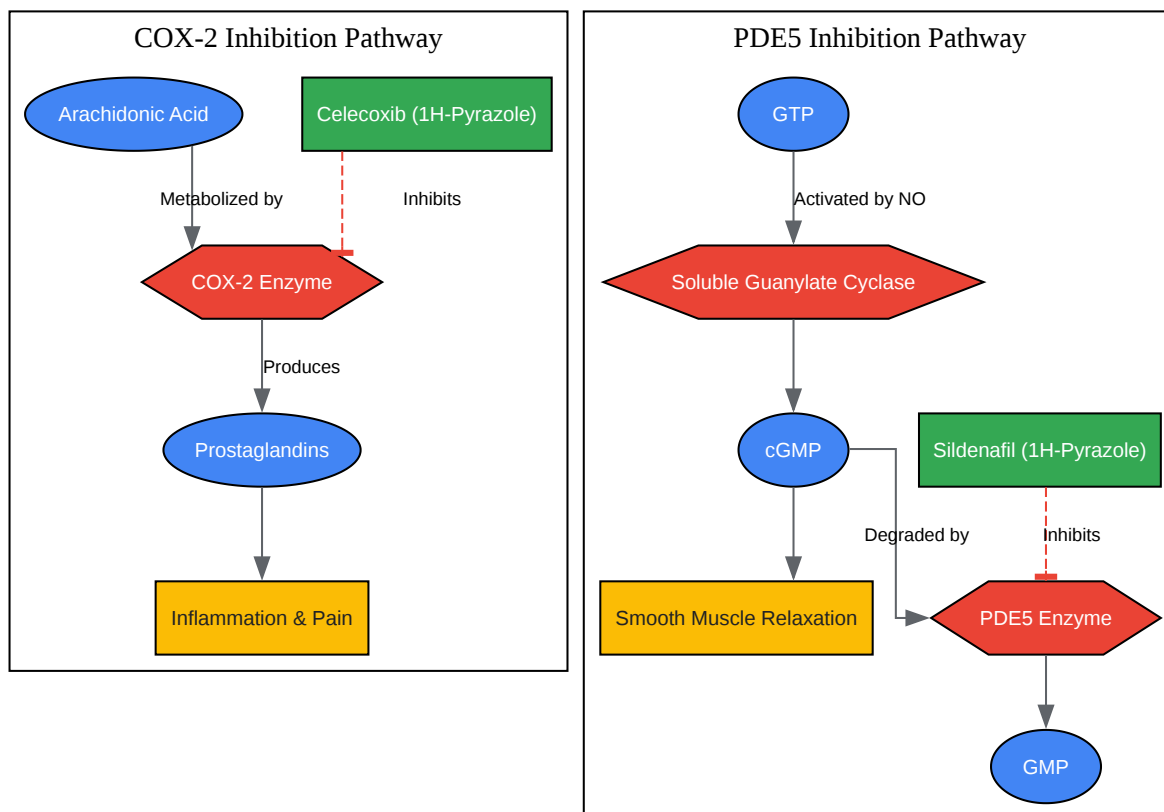 COX-2 Inhibition Pathway
Arachidonic Acid
Celecoxib (1H-Pyrazole)
Metabolized by
Inhibits
COX-2 Enzyme
Produces
Prostaglandins
Inflammation & Pain
PDE5 Inhibition Pathway
GTP
Activated by NO
Soluble Guanylate Cyclase
cGMP
Sildenafil (1H-Pyrazole)
Degraded by
Inhibits
Smooth Muscle Relaxation
PDE5 Enzyme
GMP